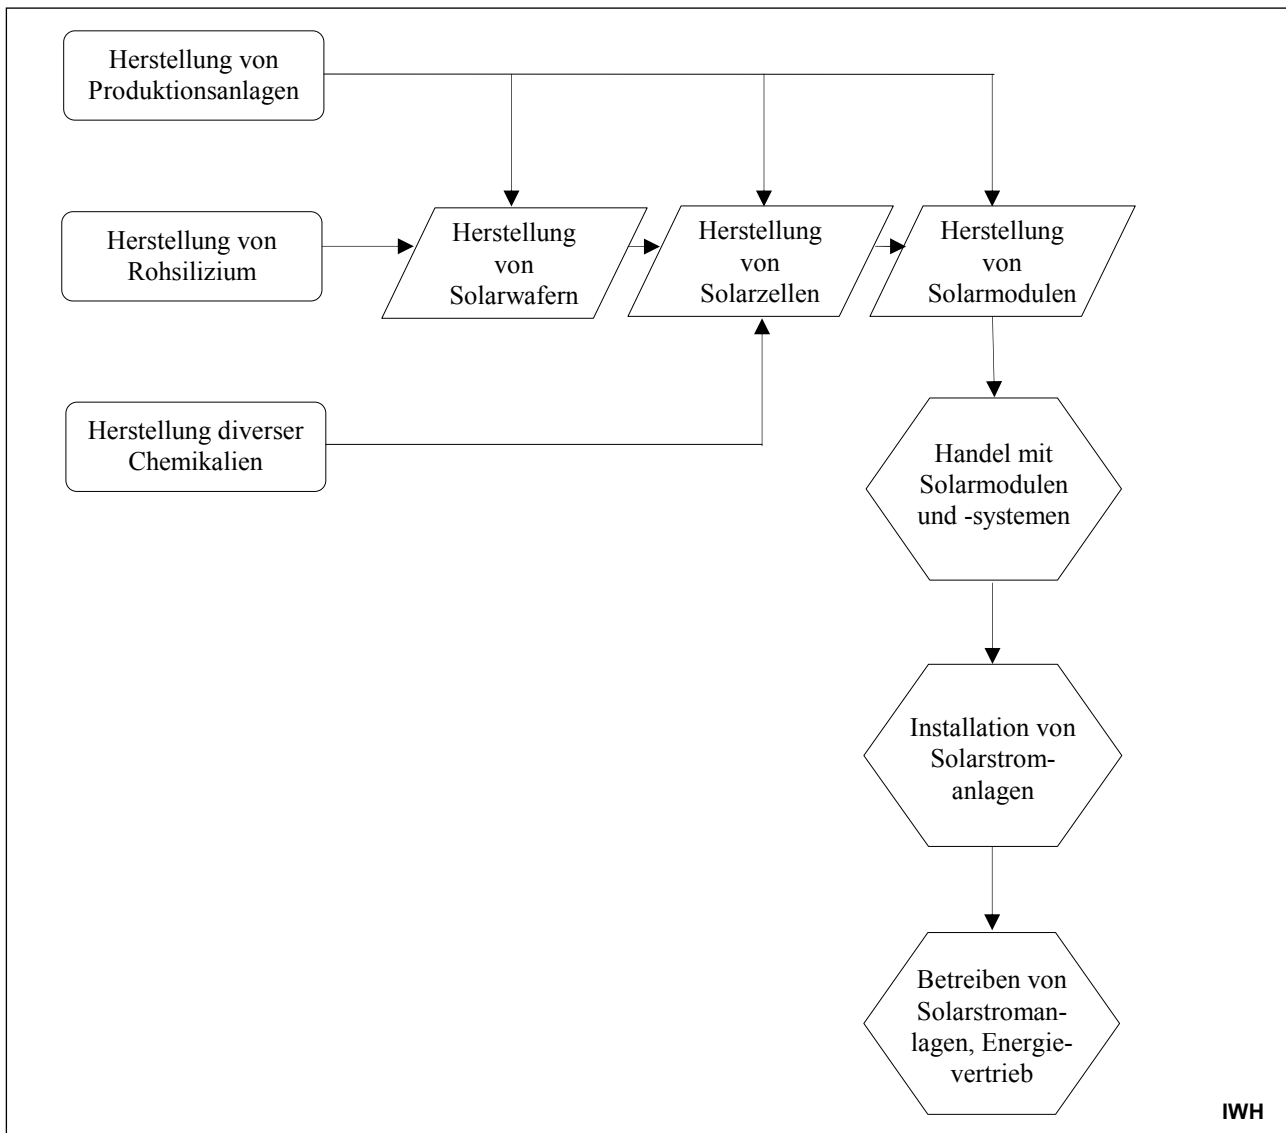 Herstellung von
Produktionsanlagen
Herstellung von
Rohsilizium
Herstellung
von
Solarwafern
Herstellung
von
Solarzellen
Herstellung
von
Solarmodulen
Herstellung diverser
Chemikalien
Handel mit
Solarmodulen
und -systemen
Installation von
Solarstrom-
anlagen
Betreiben von
Solarstroman-
lagen, Energie-
vertrieb
IWH